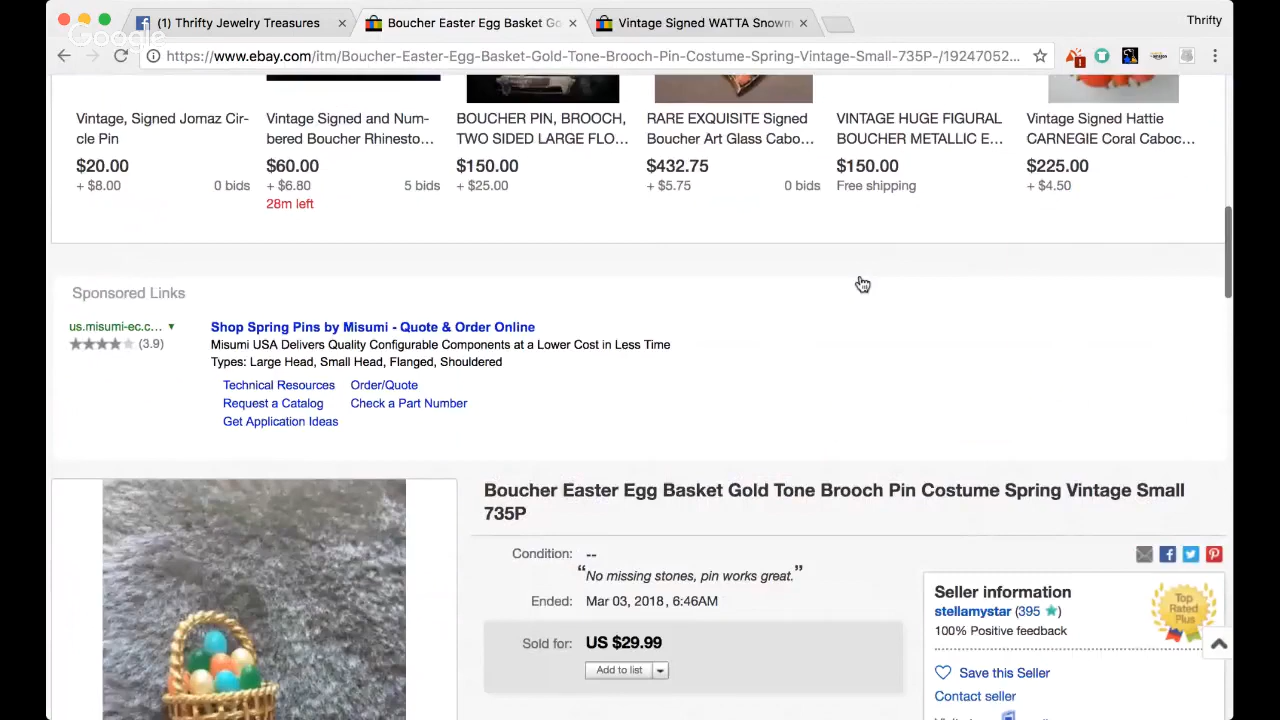 (1) Thrifty Jewelry Treasures
Boucher Easter Egg Basket Go
Vintage Signed WATTA Snowm
Thrifty
Google
https://www.ebay.com/itm/Boucher-Easter-Egg-Basket-Gold-Tone-Brooch-Pin-Costume-Spring-Vintage-Small-735P-/19247052...
Vintage, Signed Jomaz Cir-
cle Pin
$20.00
+ $8.00 0 bids
Vintage Signed and Num-
bered Boucher Rhinesto...
$60.00
+ $6.80 5 bids
28m left
BOUCHER PIN, BROOCH,
TWO SIDED LARGE FLO...
$150.00
+ $25.00
RARE EXQUISITE Signed
Boucher Art Glass Cabo...
$432.75
+ $5.75 0 bids
VINTAGE HUGE FIGURAL
BOUCHER METALLIC E...
$150.00
Free shipping
Vintage Signed Hattie
CARNEGIE Coral Caboc...
$225.00
+ $4.50
Sponsored Links
us.misumi-ec.c...
(3.9)
Shop Spring Pins by Misumi - Quote & Order Online
Misumi USA Delivers Quality Configurable Components at a Lower Cost in Less Time
Types: Large Head, Small Head, Flanged, Shouldered
Technical Resources Order/Quote
Request a Catalog Check a Part Number
Get Application Ideas
Boucher Easter Egg Basket Gold Tone Brooch Pin Costume Spring Vintage Small
735P
Condition: --
"No missing stones, pin works great."
Ended: Mar 03, 2018 , 6:46AM
Sold for: US $29.99
Add to list
Seller information
stellamystar (395 )
100% Positive feedback
Top
Rated
Plus
Save this Seller
Contact seller